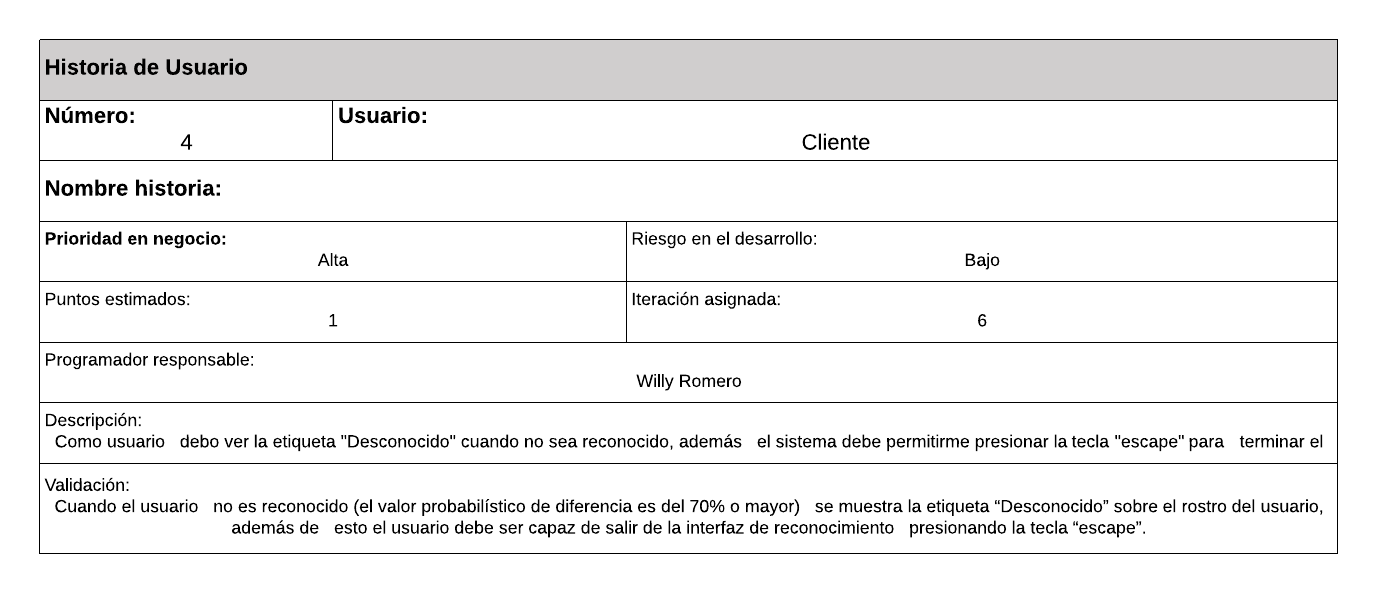 Historia de Usuario
Número: Usuario:
4 Cliente
Nombre historia:
Prioridad en negocio: Riesgo en el desarrollo:
Alta Bajo
Puntos estimados: Iteración asignada:
1 6
Programador responsable:
Willy Romero
Descripción:
Como usuario debo ver la etiqueta "Desconocido" cuando no sea reconocido, además el sistema debe permitirme presionar la tecla "escape" para terminar el
Validación:
Cuando el usuario no es reconocido (el valor probabilístico de diferencia es del 70% o mayor) se muestra la etiqueta “Desconocido” sobre el rostro del usuario,
además de esto el usuario debe ser capaz de salir de la interfaz de reconocimiento presionando la tecla “escape”.